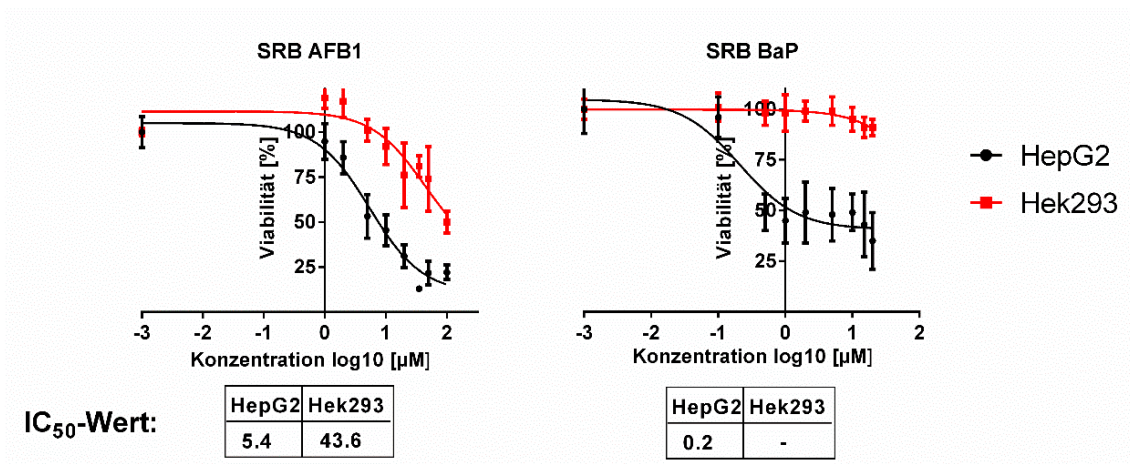 SRB AFB1
Viabilität [%]
100
75
50
25
-3 -2 -1 0 1 2
Konzentration log10 [µM]
SRB BaP
Viabilität [%]
100
75
50
25
-3 -2 -1 0 1 2
Konzentration log10 [µM]
HepG2
Hek293
IC50-Wert:
HepG2 Hek293
5.4 43.6
HepG2 Hek293
0.2 -